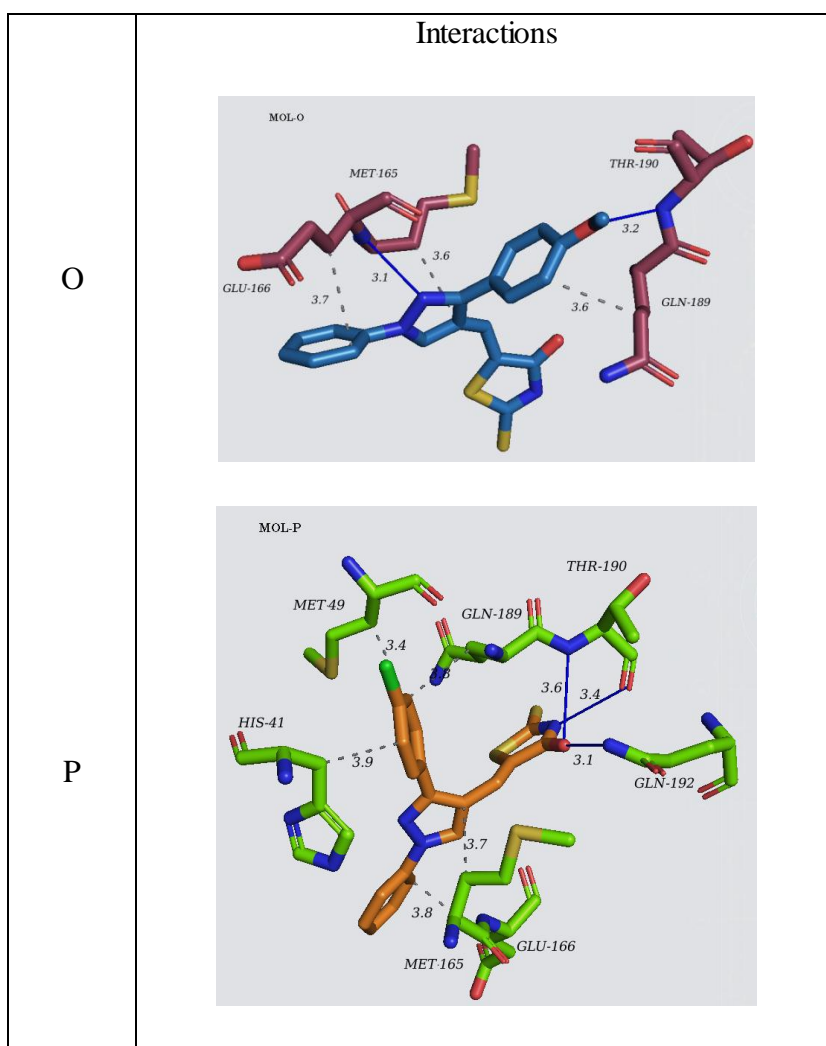 Interactions
O
MOL-O
THR-190
MET-165
3.2
3.6
3.1
GLU-166
3.7
3.6
GLN-189
P
MOL-P
THR-190
MET-49
GLN-189
3.4
3.8
3.6
3.4
HIS-41
3.9
3.1
GLN-192
3.7
3.8
GLU-166
MET-165